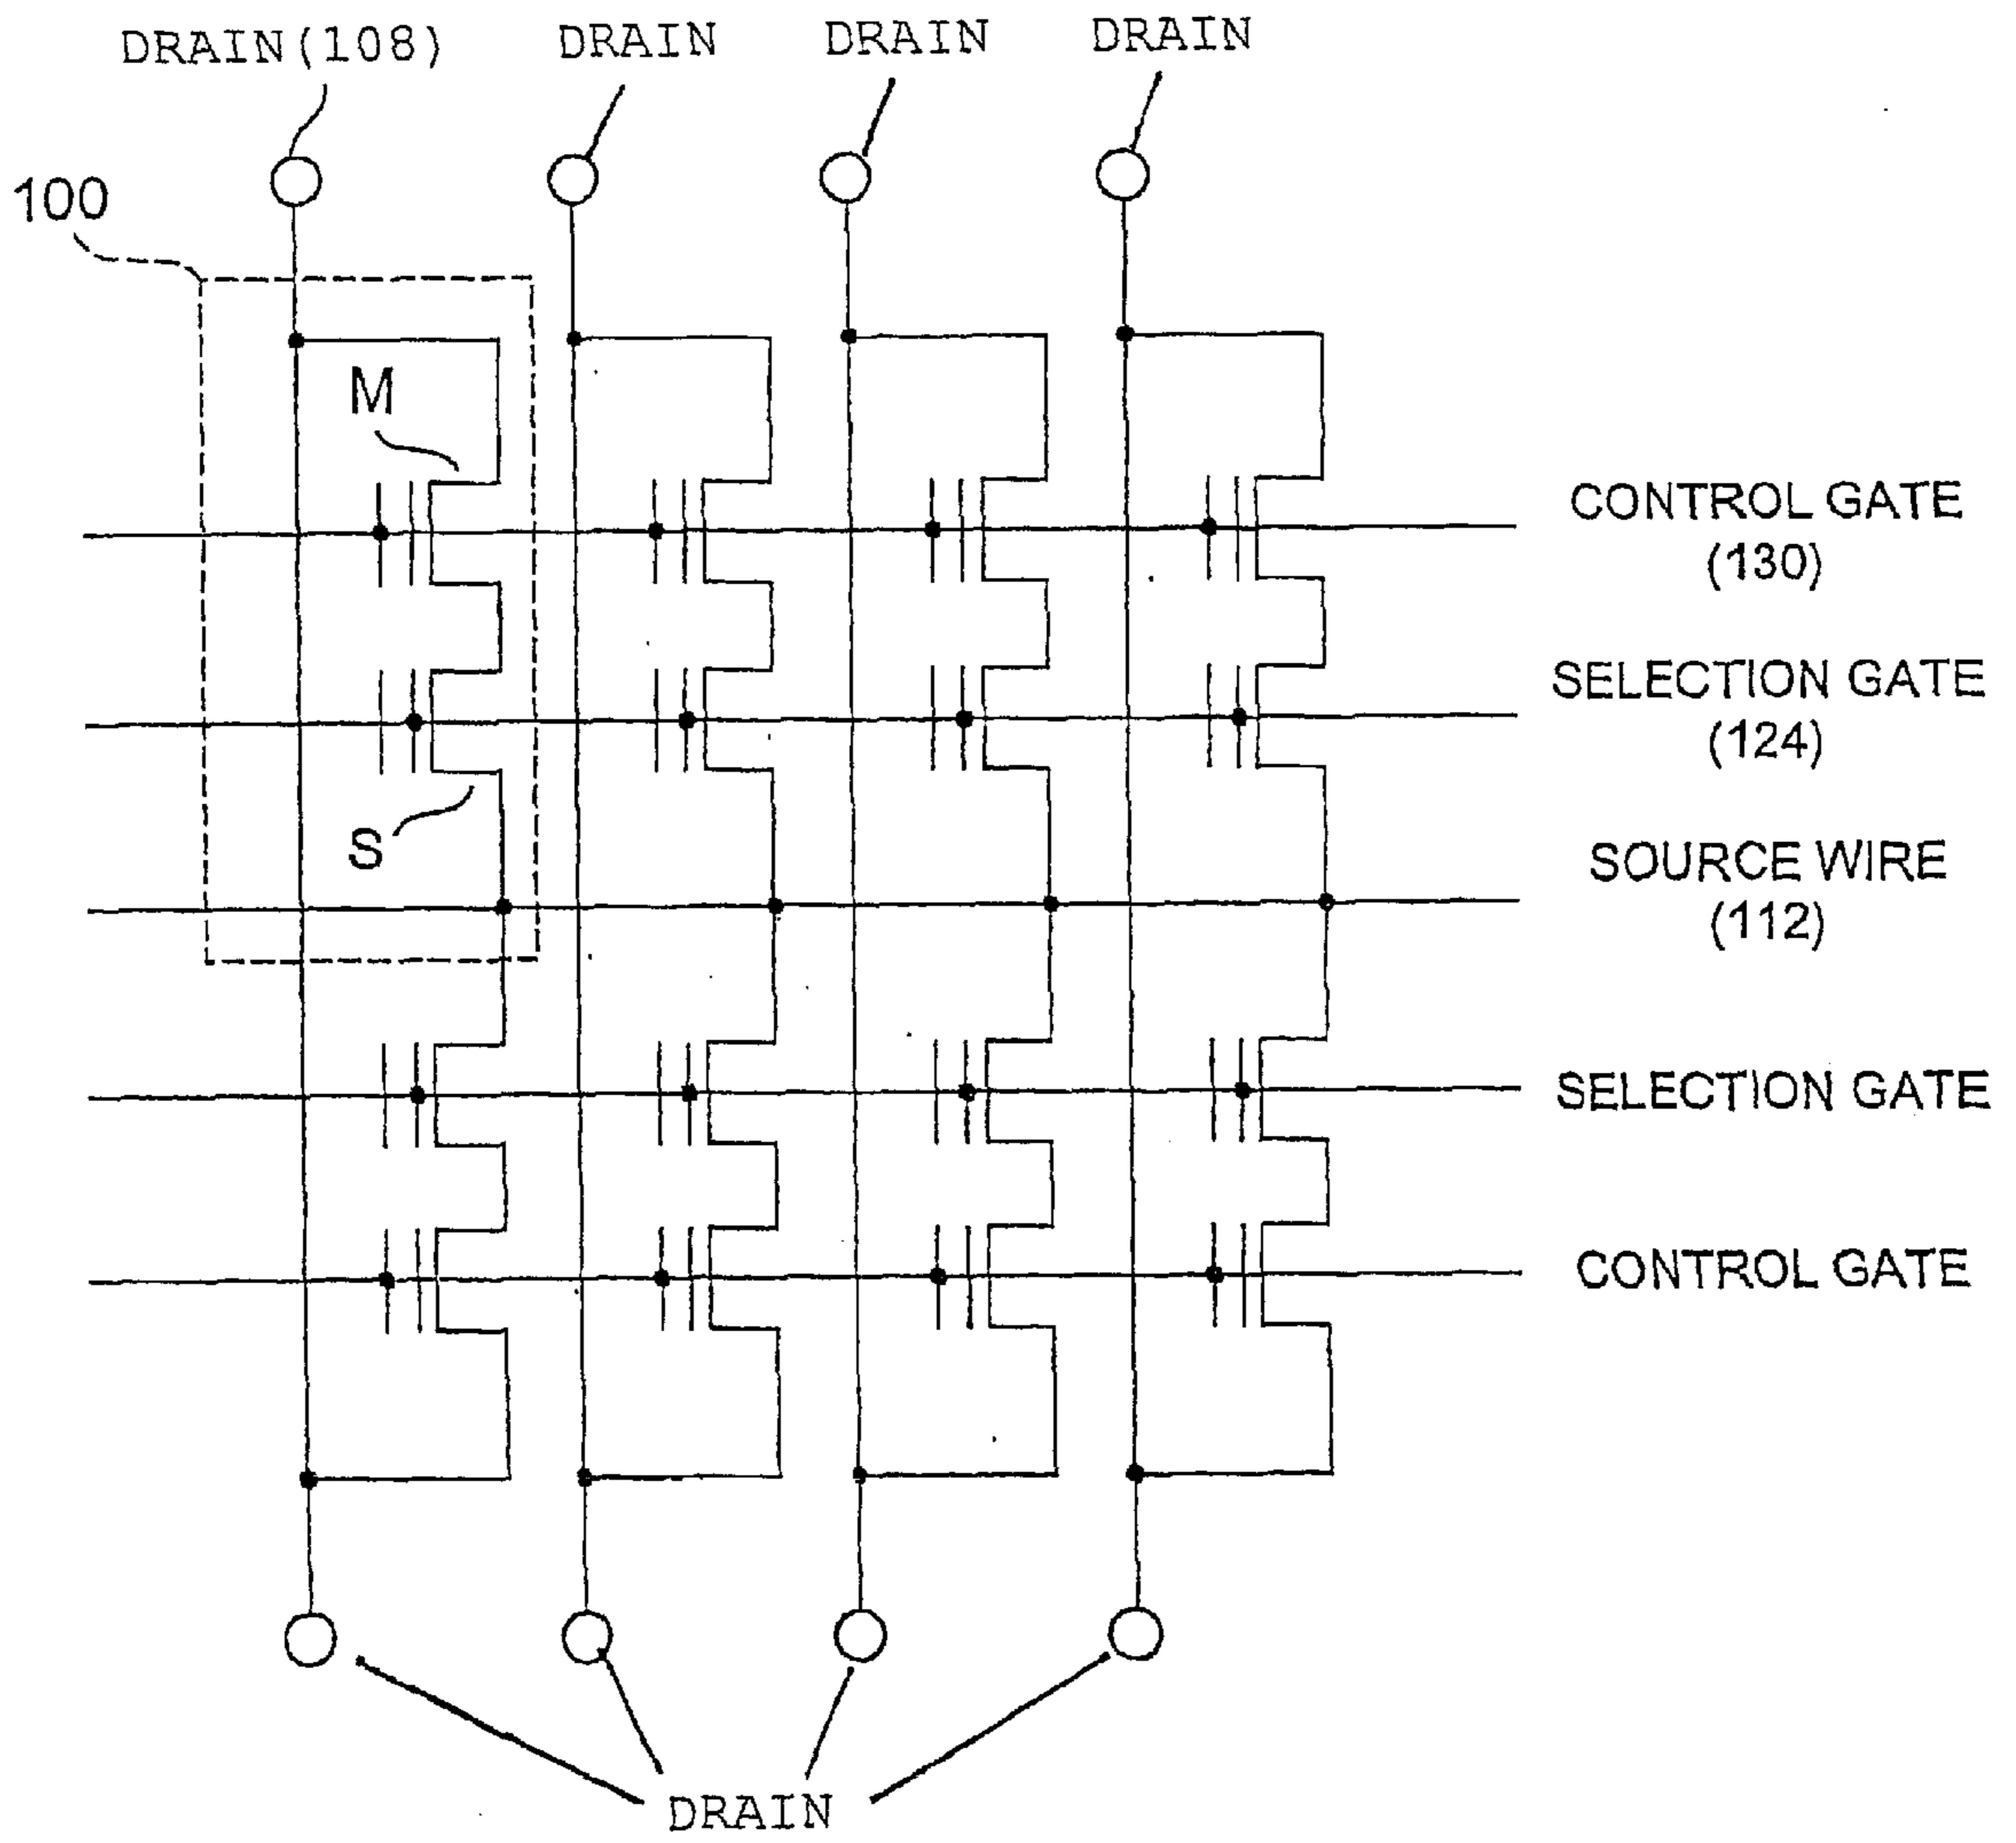 DRAIN(108)
DRAIN
DRAIN
DRAIN
100
M
CONTROL GATE
(130)
SELECTION GATE
(124)
S
SOURCE WIRE
(112)
SELECTION GATE
CONTROL GATE
DRAIN